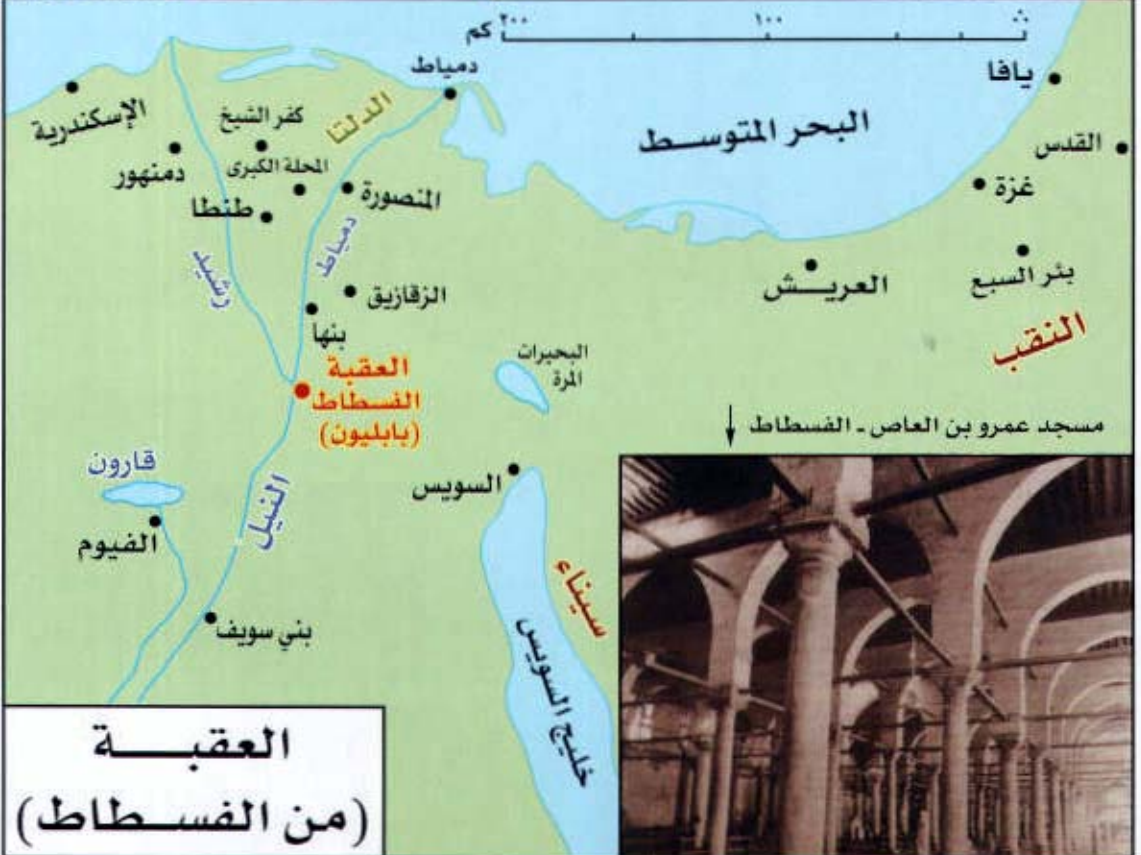 كم ٢٠٠ ١٠٠
دمياط
يافا
الإسكندرية
كفر الشيخ
الدلتا
البحر المتوسط
القدس
دمنهور
المحلة الكبرى
المنصورة
غزة
طنطا
دمياط
رشيد
الزقازيق
العريش
بئر السبع
بنها
النقب
البحيرات
المرة
العقبة
الفسطاط
(بابليون)
مسجد عمرو بن العاص - الفسطاط
قارون
السويس
النيل
الفيوم
سيناء
بني سويف
خليج السويس
العقبة
(من الفسطاط)